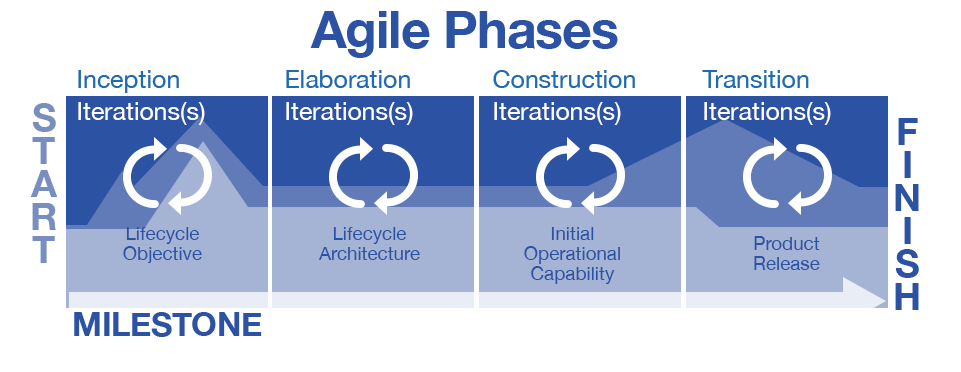 Agile Phases
Inception
Elaboration
Construction
Transition
START
Iterations(s)
Iterations(s)
Iterations(s)
Iterations(s)
FINISH
Lifecycle
Objective
Lifecycle
Architecture
Initial
Operational
Capability
Product
Release
MILESTONE